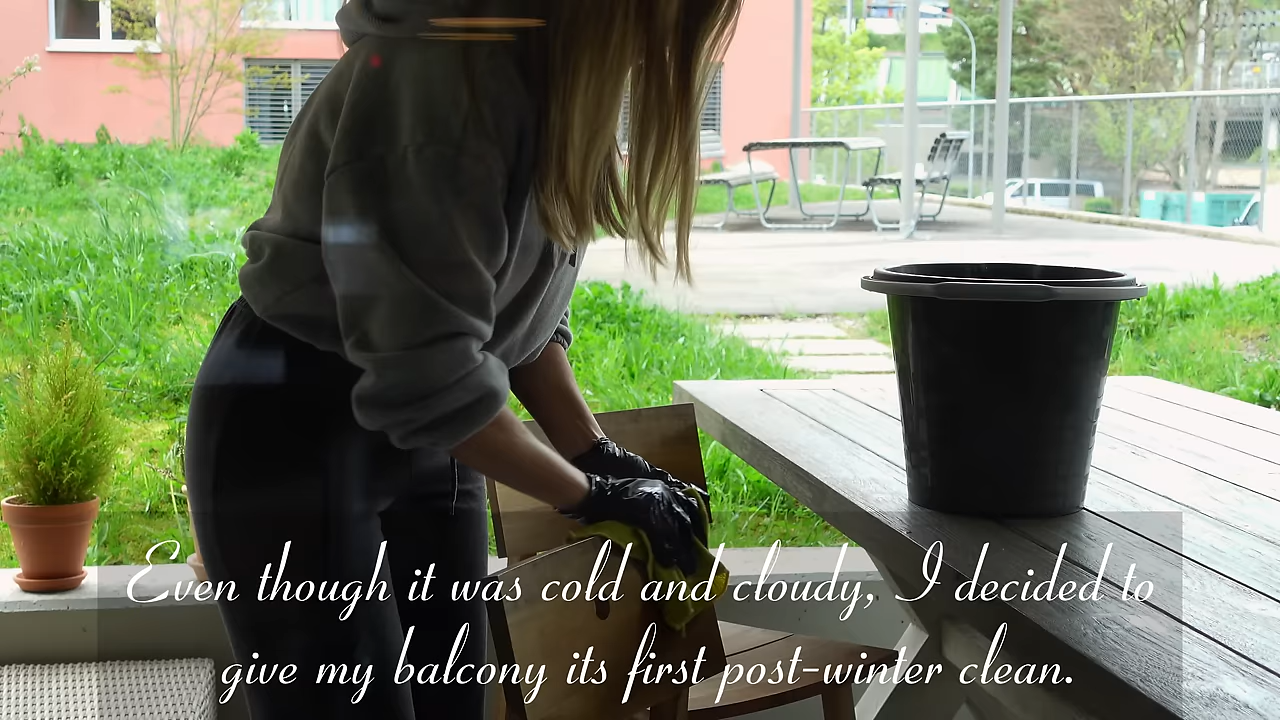 Even though it was cold and cloudy, I decided to
give my balcony its first post-winter clean.